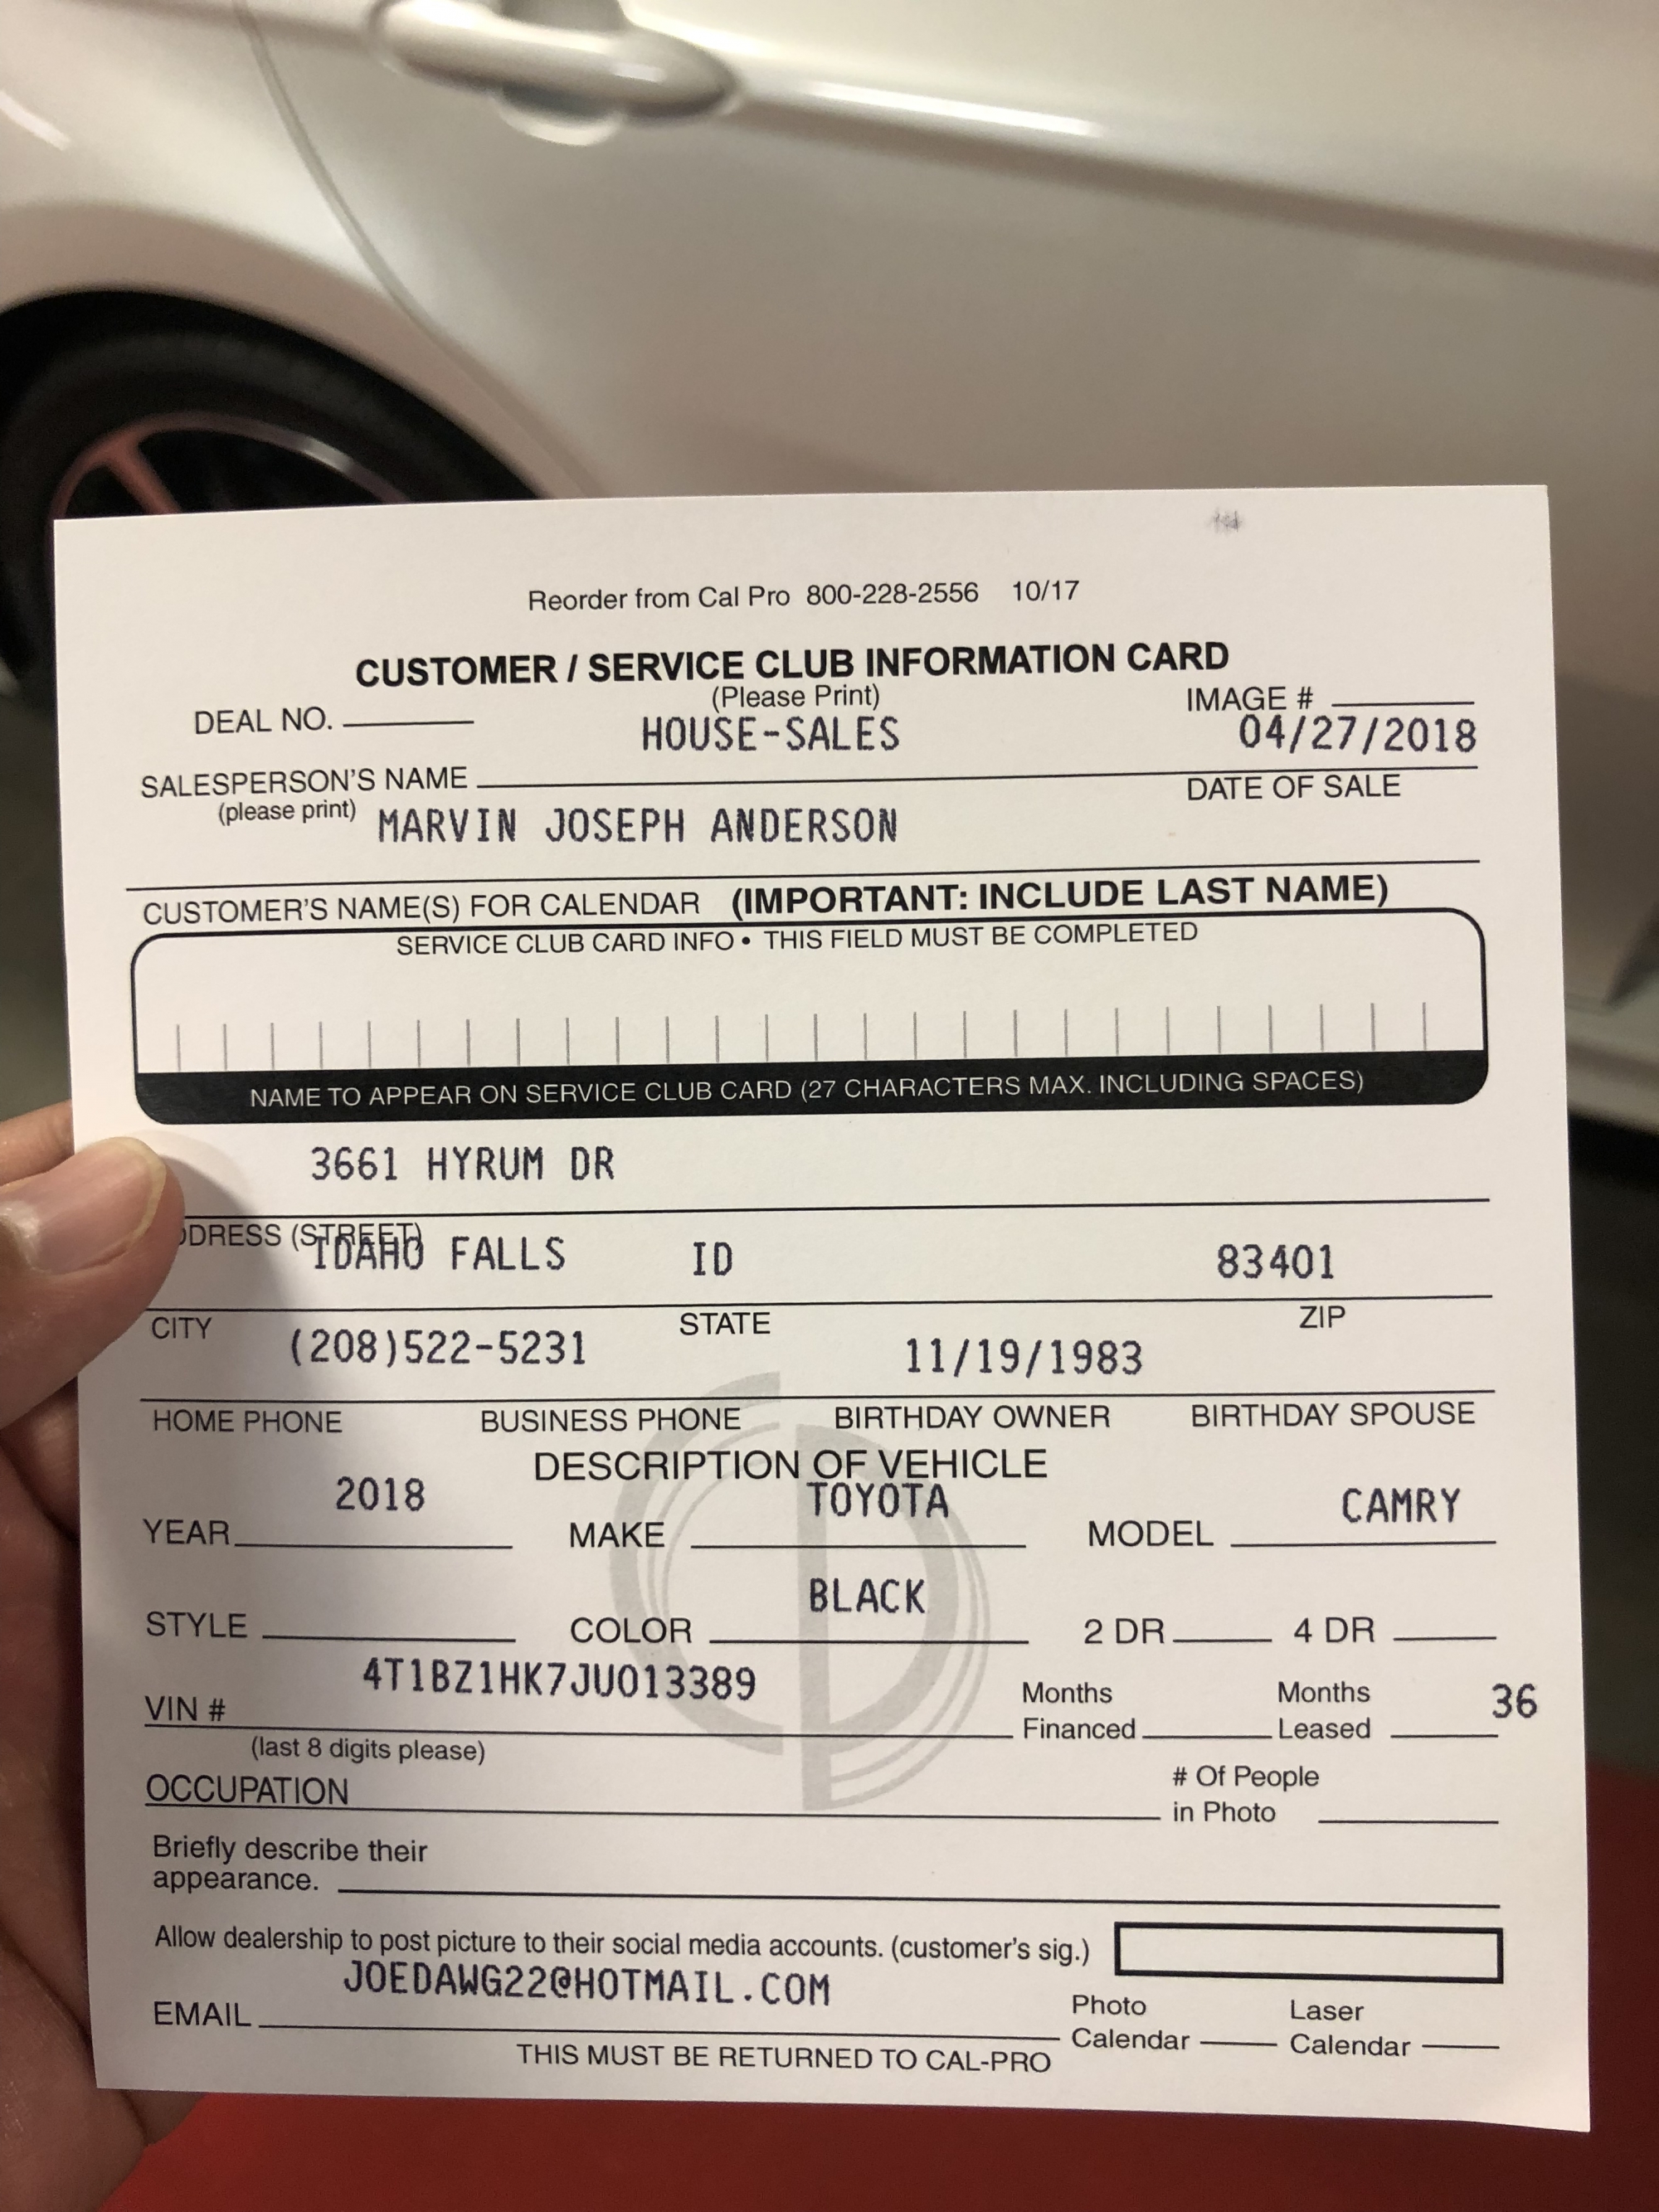 Reorder from Cal Pro 800-228-2556 10/17
CUSTOMER / SERVICE CLUB INFORMATION CARD
(Please Print)
DEAL NO. IMAGE #
HOUSE-SALES 04/27/2018
SALESPERSON'S NAME DATE OF SALE
(please print) MARVIN JOSEPH ANDERSON
CUSTOMER'S NAME(S) FOR CALENDAR (IMPORTANT: INCLUDE LAST NAME)
SERVICE CLUB CARD INFO • THIS FIELD MUST BE COMPLETED
NAME TO APPEAR ON SERVICE CLUB CARD (27 CHARACTERS MAX. INCLUDING SPACES)
3661 HYRUM DR
DDRESS (STREET)
IDAHO FALLS ID 83401
CITY STATE ZIP
(208)522-5231 11/19/1983
HOME PHONE BUSINESS PHONE BIRTHDAY OWNER BIRTHDAY SPOUSE
DESCRIPTION OF VEHICLE
2018 TOYOTA CAMRY
YEAR MAKE MODEL
BLACK
STYLE COLOR 2 DR 4 DR
4T1BZ1HK7JU013389 36
VIN # Months Financed Months Leased
(last 8 digits please)
OCCUPATION # Of People in Photo
Briefly describe their
appearance.
Allow dealership to post picture to their social media accounts. (customer's sig.)
JOEDAWG22@HOTMAIL.COM
EMAIL Photo Calendar Laser Calendar
THIS MUST BE RETURNED TO CAL-PRO